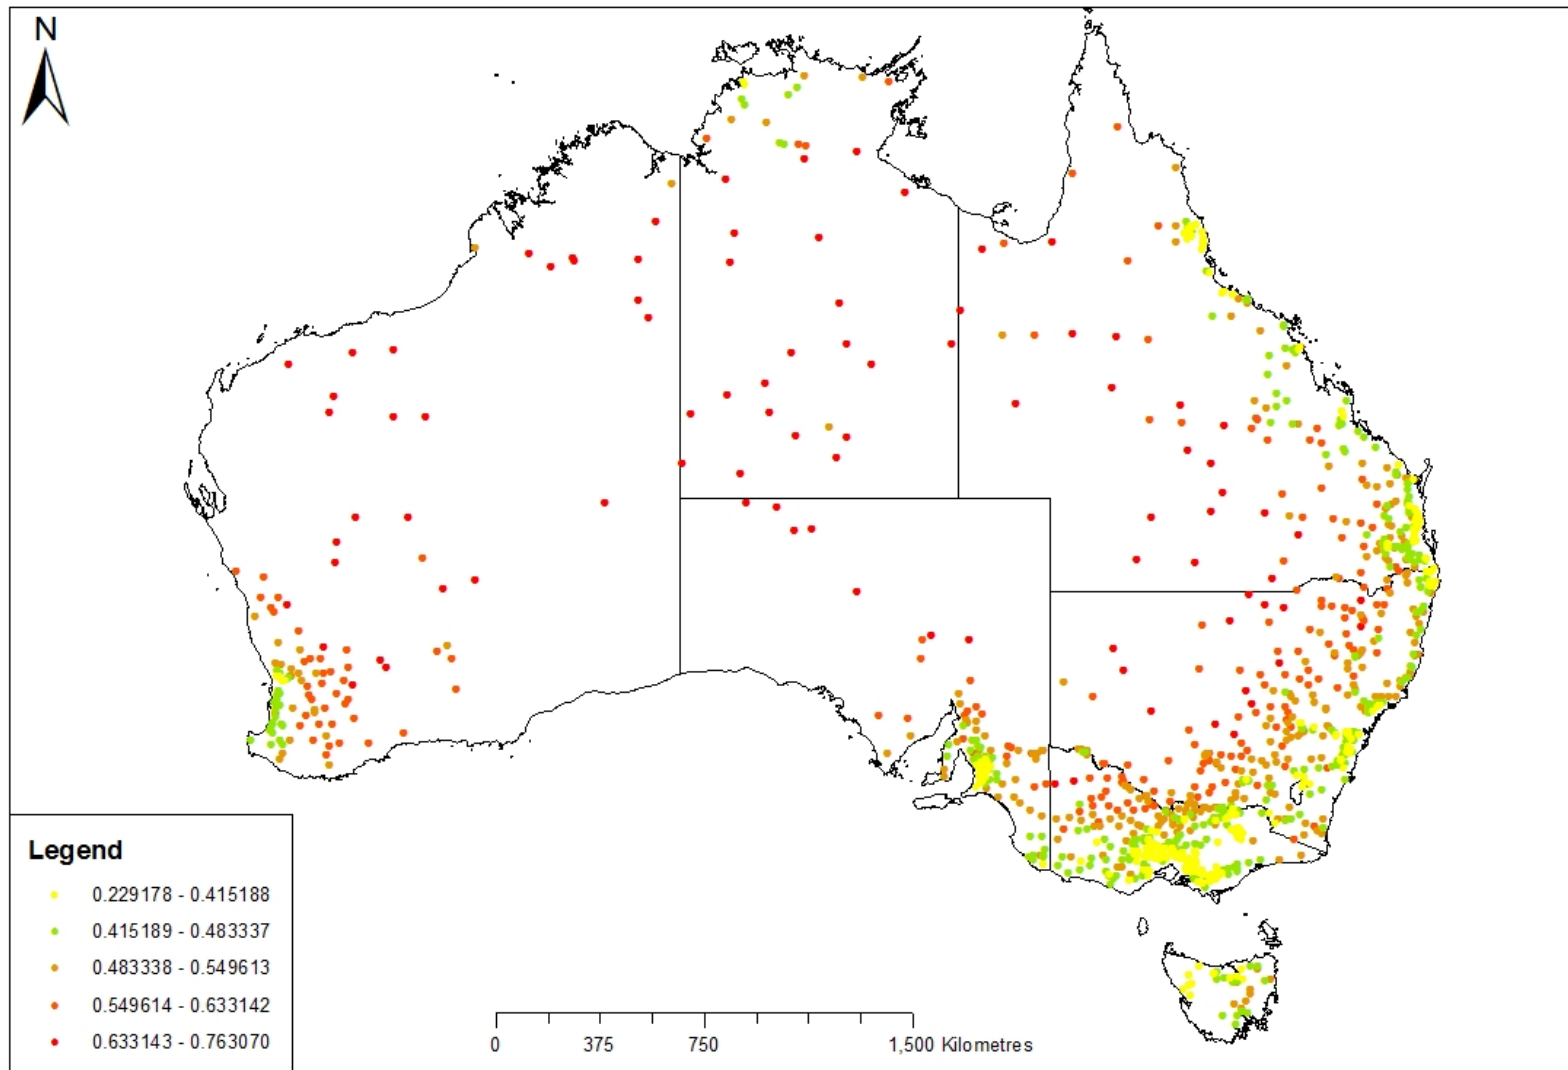 N
Legend
0.229178 - 0.415188
0.415189 - 0.483337
0.483338 - 0.549613
0.549614 - 0.633142
0.633143 - 0.763070
0 375 750 1,500 Kilometres